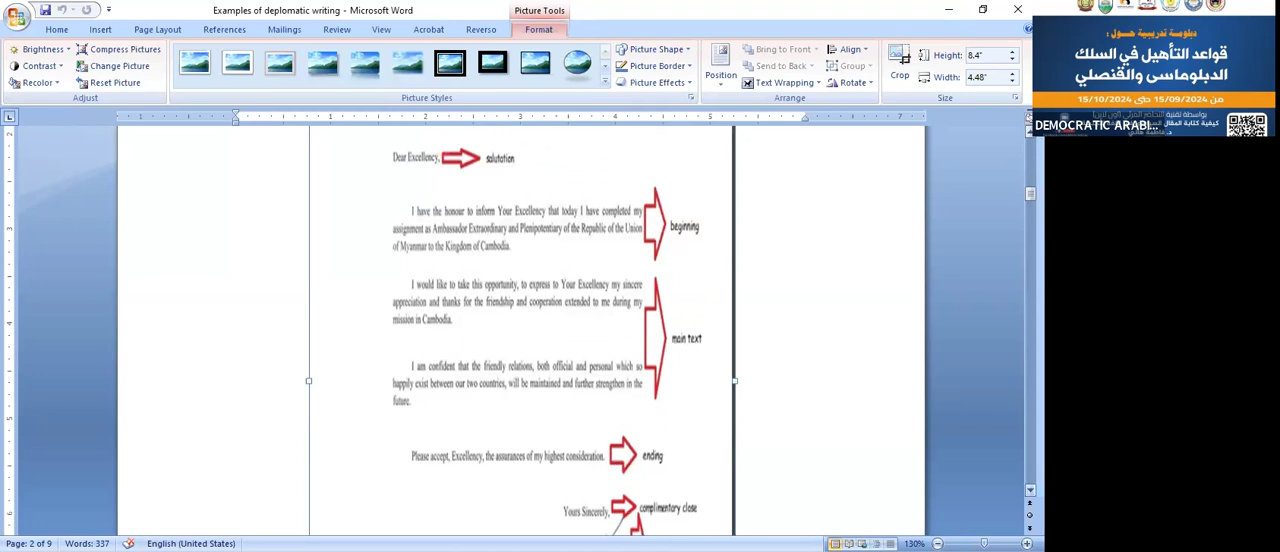 Examples of deplomatic writing - Microsoft Word
Picture Tools
Home Insert Page Layout References Mailings Review View Acrobat Reverso Format
Brightness Compress Pictures
Contrast Change Picture
Recolor Reset Picture
Adjust
Picture Styles
Picture Shape
Picture Border
Picture Effects
Position
Bring to Front
Send to Back
Text Wrapping
Align
Group
Rotate
Arrange
Crop
Height: 8.4"
Width: 4.48"
Size
دبلومة تدريبية حول :
قواعد التأهيل في السلك
الدبلوماسى والقنصلي
من 15/09/2024 حتى 15/10/2024
DEMOCRATIC ARABI...
Dear Excellency, salutation
I have the honour to inform Your Excellency that today I have completed my
assignment as Ambassador Extraordinary and Plenipotentiary of the Republic of the Union
of Myanmar to the Kingdom of Cambodia.
beginning
I would like to take this opportunity, to express to Your Excellency my sincere
appreciation and thanks for the friendship and cooperation extended to me during my
mission in Cambodia.
main text
I am confident that the friendly relations, both official and personal which so
happily exist between our two countries, will be maintained and further strengthen in the
future.
Please accept, Excellency, the assurances of my highest consideration. ending
Yours Sincerely, complimentary close
Page: 2 of 9 Words: 337 English (United States) 130%